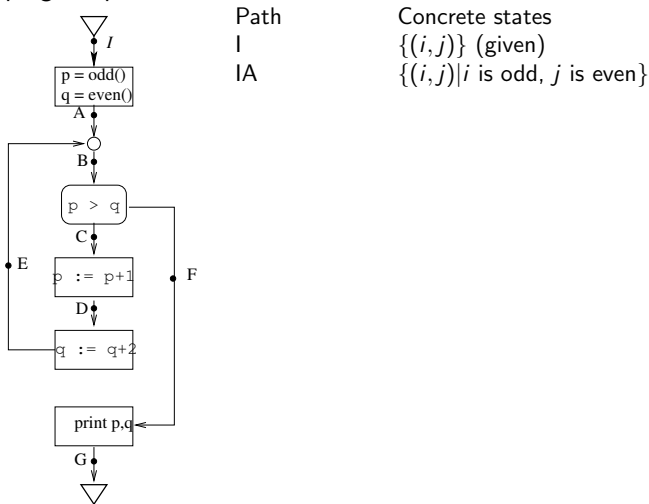 Path Concrete states
I {(i, j)} (given)
IA {(i, j)|i is odd, j is even}
I
p = odd()
q = even()
A
B
p > q
C
E
F
p := p+1
D
q := q+2
print p,q
G